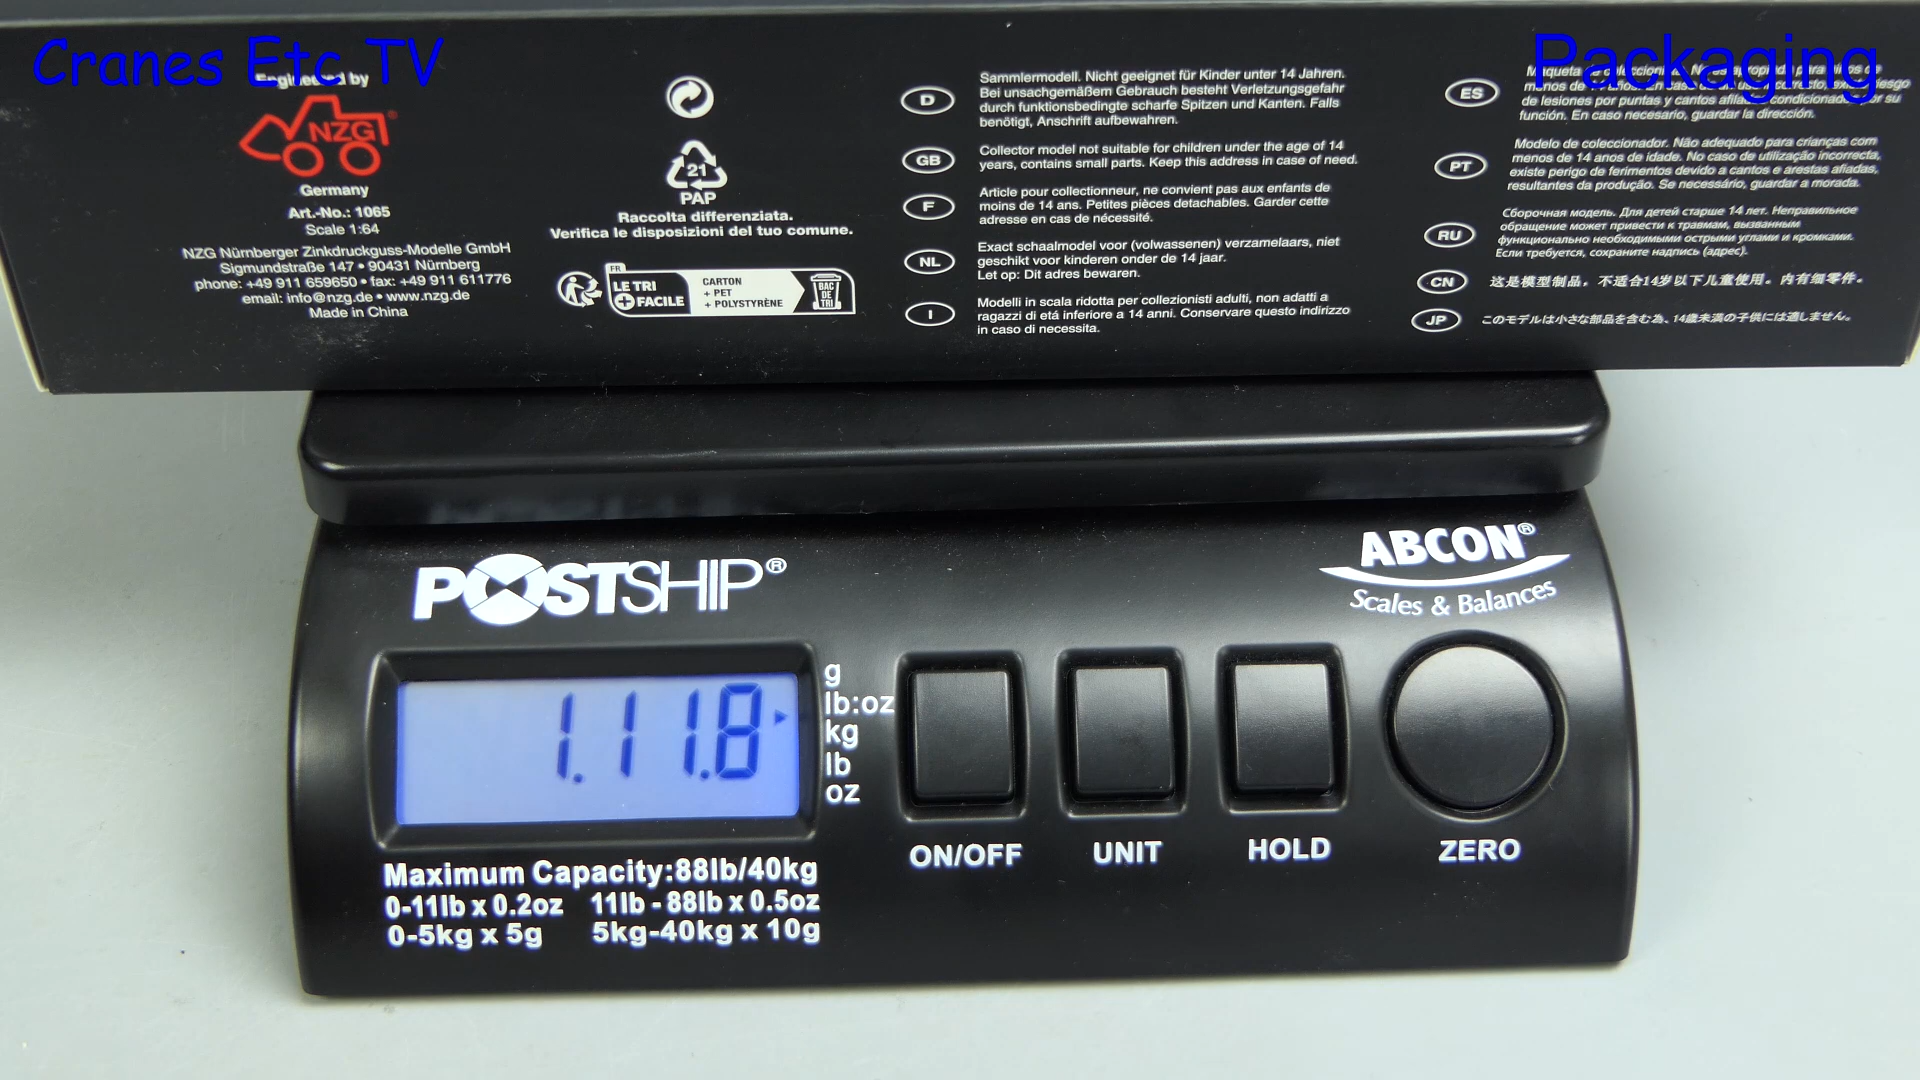 Cranes Etc TV
Packaging
Engineered by
NZG®
Germany
Art.-No.: 1065
Scale 1:64
NZG Nürnberger Zinkdruckguss-Modelle GmbH
Sigmundstraße 147 • 90431 Nürnberg
phone: +49 911 659650 • fax: +49 911 611776
email: info@nzg.de • www.nzg.de
Made in China
21
PAP
Raccolta differenziata.
Verifica le disposizioni del tuo comune.
FR
LE TRI
+ FACILE
CARTON
+ PET
+ POLYSTYRÈNE
BAC
DE
TRI
D
Sammlermodell. Nicht geeignet für Kinder unter 14 Jahren.
Bei unsachgemäßem Gebrauch besteht Verletzungsgefahr
durch funktionsbedingte scharfe Spitzen und Kanten. Falls
benötigt, Anschrift aufbewahren.
GB
Collector model not suitable for children under the age of 14
years, contains small parts. Keep this address in case of need.
F
Article pour collectionneur, ne convient pas aux enfants de
moins de 14 ans. Petites pièces detachables. Garder cette
adresse en cas de nécessité.
NL
Exact schaalmodel voor (volwassenen) verzamelaars, niet
geschikt voor kinderen onder de 14 jaar.
Let op: Dit adres bewaren.
I
Modelli in scala ridotta per collezionisti adulti, non adatti a
ragazzi di etá inferiore a 14 anni. Conservare questo indirizzo
in caso di necessita.
ES
menos de
de lesiones por puntas y cantos su
función. En caso necesario, guardar la dirección.
PT
Modelo de coleccionador. Não adequado para crianças com
menos de 14 anos de idade. No caso de utilização incorrecta,
existe perigo de ferimentos devido a cantos e arestas afiadas,
resultantes da produção. Se necessário, guardar a morada.
RU
Сборочная модель. Для детей старше 14 лет. Неправильное
обращение может привести к травмам, вызванным
функционально необходимыми острыми углами и кромками.
Если требуется, сохраните надпись (адрес).
CN
这是模型制品，不适合14岁以下儿童使用。内有细零件。
JP
このモデルは小さな部品を含む為、14歳未満の子供には適しません。
POSTSHIP®
ABCON®
Scales & Balances
1.11.8
g
lb:oz
kg
lb
oz
ON/OFF
UNIT
HOLD
ZERO
Maximum Capacity:88lb/40kg
0-11lb x 0.2oz 11lb - 88lb x 0.5oz
0-5kg x 5g 5kg-40kg x 10g